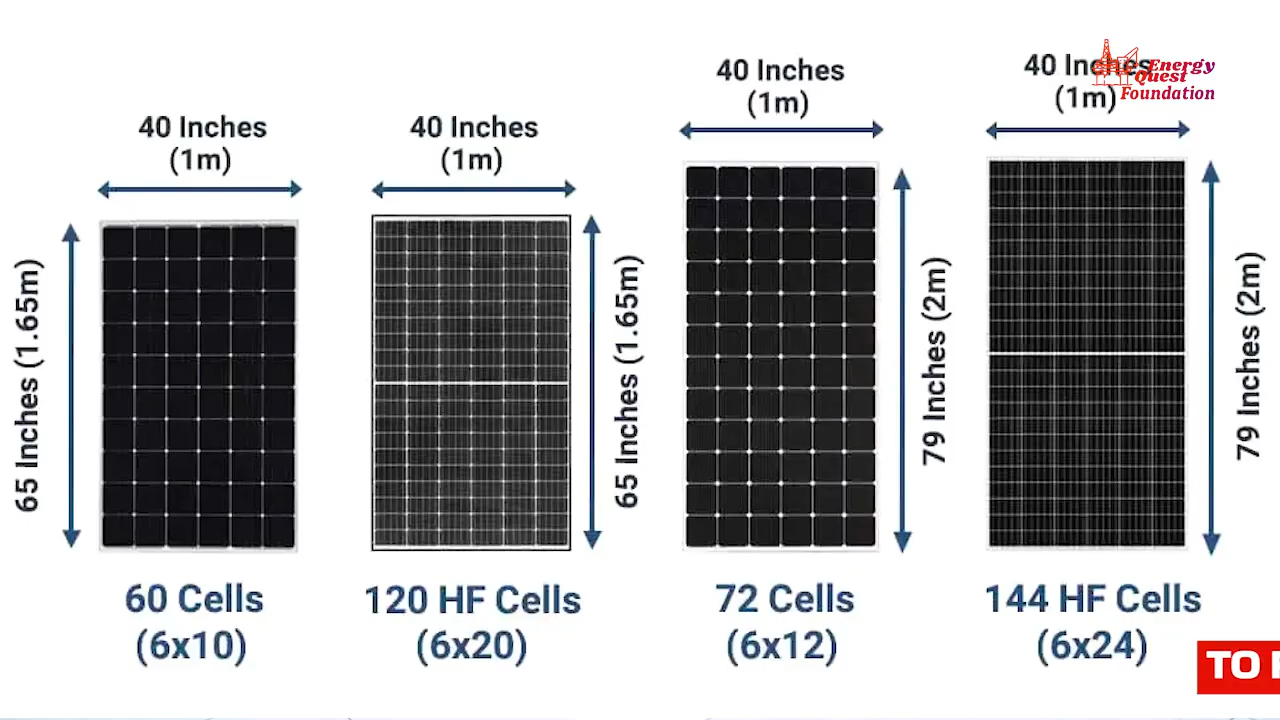 40 Inches
(1m)
65 Inches (1.65m)
60 Cells
(6x10)
40 Inches
(1m)
65 Inches (1.65m)
120 HF Cells
(6x20)
40 Inches
(1m)
79 Inches (2m)
72 Cells
(6x12)
40 Inches
(1m)
79 Inches (2m)
144 HF Cells
(6x24)
Energy
Quest
Foundation
TO